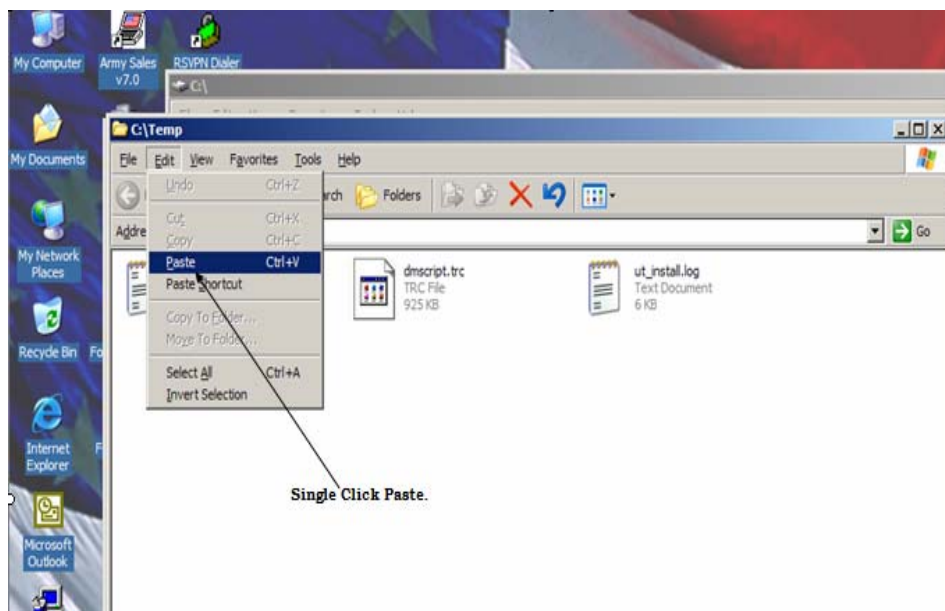 My Computer
Army Sales
v7.0
RSVPN Dialer
C:\
C:\Temp
My Documents
File Edit View Favorites Tools Help
Undo Ctrl+Z
Folders
Cut Ctrl+X
Copy Ctrl+C
Go
Paste Ctrl+V
Paste Shortcut
My Network
Places
dmscript.trc
TRC File
925 KB
ut_install.log
Text Document
6 KB
Copy To Folder...
Move To Folder...
Recycle Bin
Select All Ctrl+A
Invert Selection
Internet
Explorer
Single Click Paste.
Microsoft
Outlook